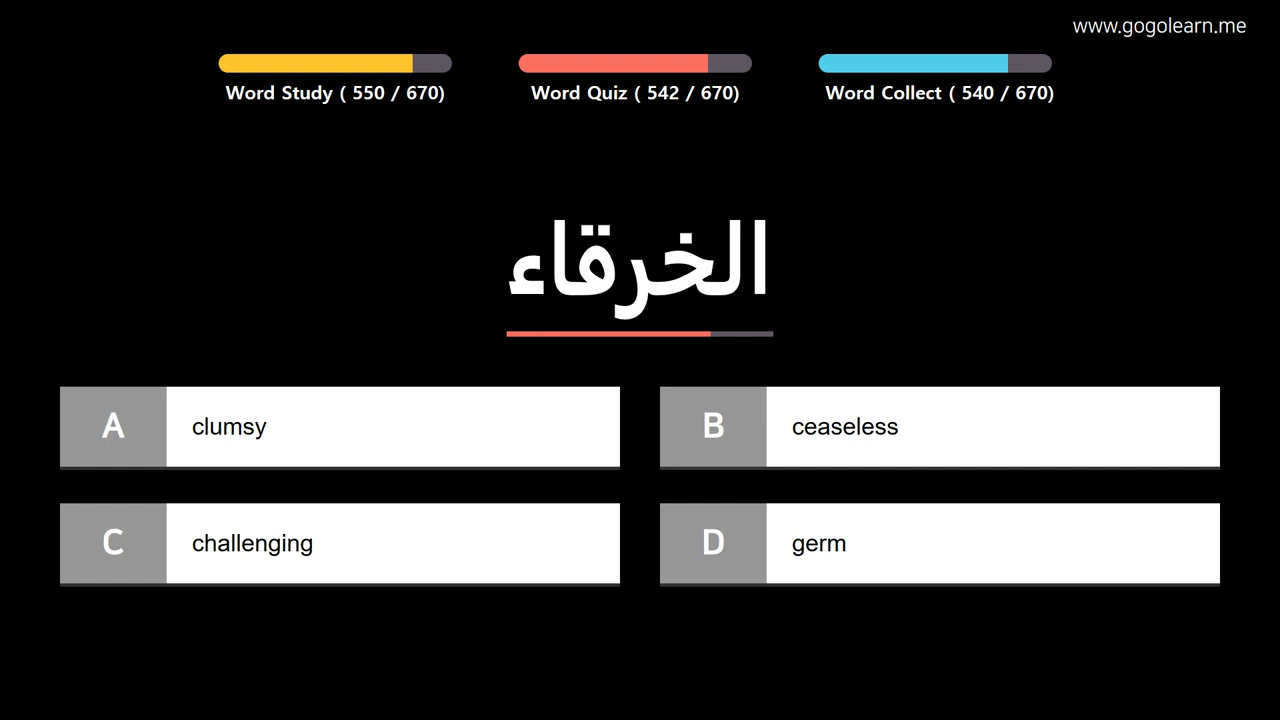 www.gogolearn.me
Word Study ( 550 / 670)
Word Quiz ( 542 / 670)
Word Collect ( 540 / 670)
الخرقاء
A
clumsy
B
ceaseless
C
challenging
D
germ